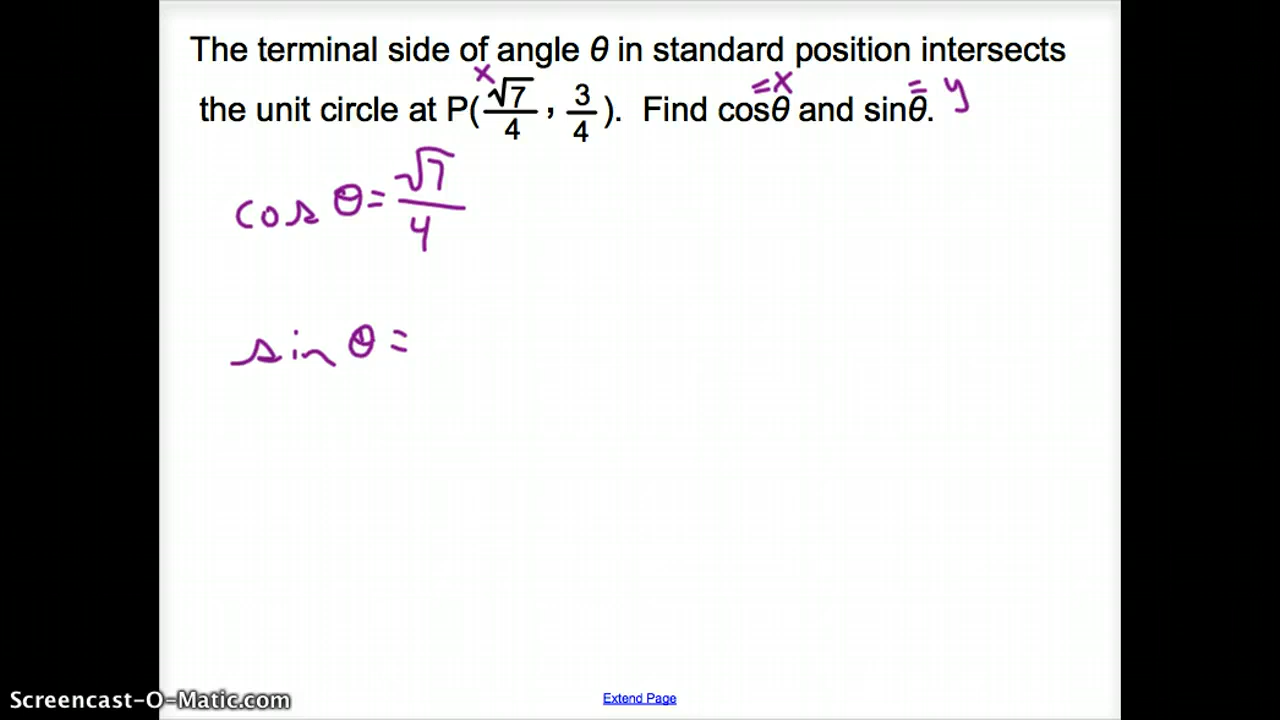 The terminal side of angle θ in standard position intersects
x =x = y
the unit circle at P(√7/4, 3/4). Find cosθ and sinθ.
cos θ = √7/4
sin θ =
Screencast-O-Matic.com
Extend Page